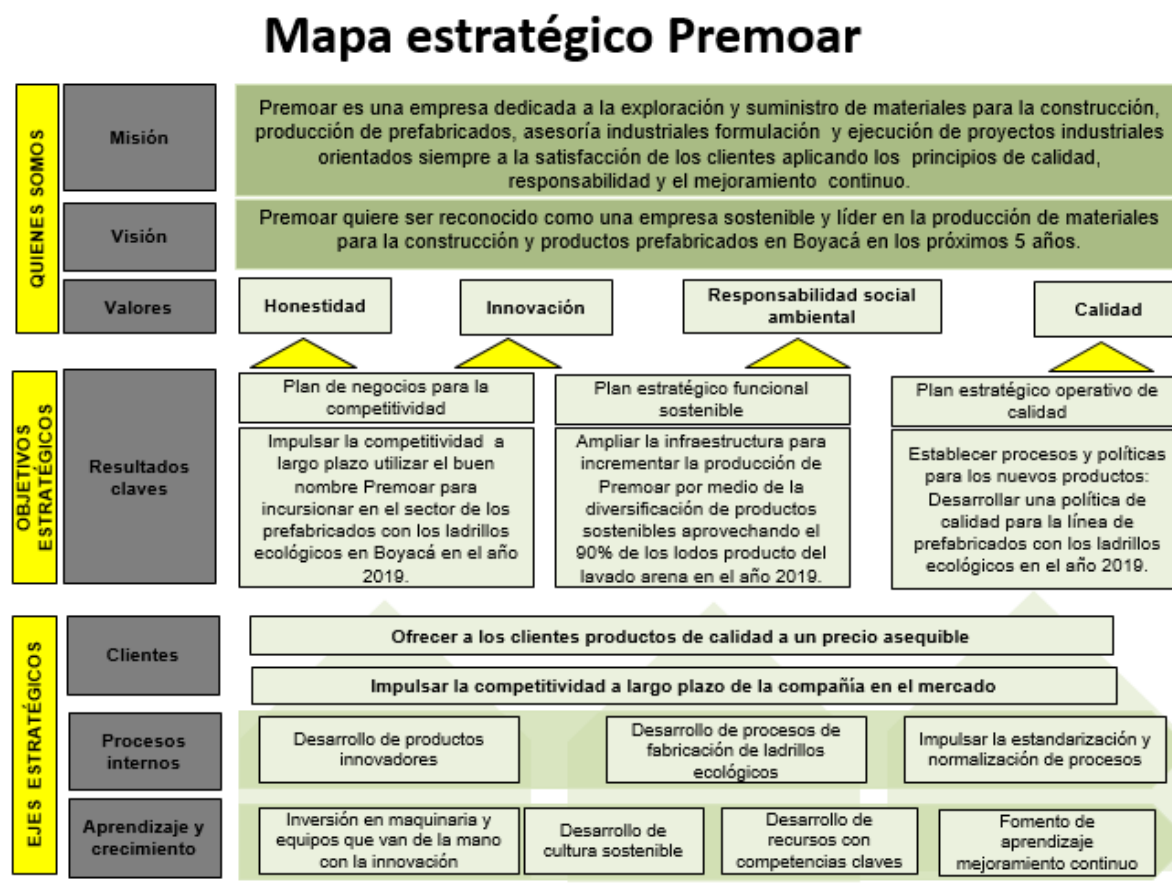 Mapa estratégico Premoar
QUIENES SOMOS
Misión
Premoar es una empresa dedicada a la exploración y suministro de materiales para la construcción,
producción de prefabricados, asesoría industriales formulación y ejecución de proyectos industriales
orientados siempre a la satisfacción de los clientes aplicando los principios de calidad,
responsabilidad y el mejoramiento continuo.
Visión
Premoar quiere ser reconocido como una empresa sostenible y líder en la producción de materiales
para la construcción y productos prefabricados en Boyacá en los próximos 5 años.
Valores
Honestidad
Innovación
Responsabilidad social
ambiental
Calidad
OBJETIVOS
ESTRATÉGICOS
Resultados
claves
Plan de negocios para la
competitividad
Impulsar la competitividad a
largo plazo utilizar el buen
nombre Premoar para
incursionar en el sector de los
prefabricados con los ladrillos
ecológicos en Boyacá en el año
2019.
Plan estratégico funcional
sostenible
Ampliar la infraestructura para
incrementar la producción de
Premoar por medio de la
diversificación de productos
sostenibles aprovechando el
90% de los lodos producto del
lavado arena en el año 2019.
Plan estratégico operativo de
calidad
Establecer procesos y políticas
para los nuevos productos:
Desarrollar una política de
calidad para la línea de
prefabricados con los ladrillos
ecológicos en el año 2019.
EJES ESTRATÉGICOS
Clientes
Ofrecer a los clientes productos de calidad a un precio asequible
Impulsar la competitividad a largo plazo de la compañía en el mercado
Procesos
internos
Desarrollo de productos
innovadores
Desarrollo de procesos de
fabricación de ladrillos
ecológicos
Impulsar la estandarización y
normalización de procesos
Aprendizaje y
crecimiento
Inversión en maquinaria y
equipos que van de la mano
con la innovación
Desarrollo de
cultura sostenible
Desarrollo de
recursos con
competencias claves
Fomento de
aprendizaje
mejoramiento continuo